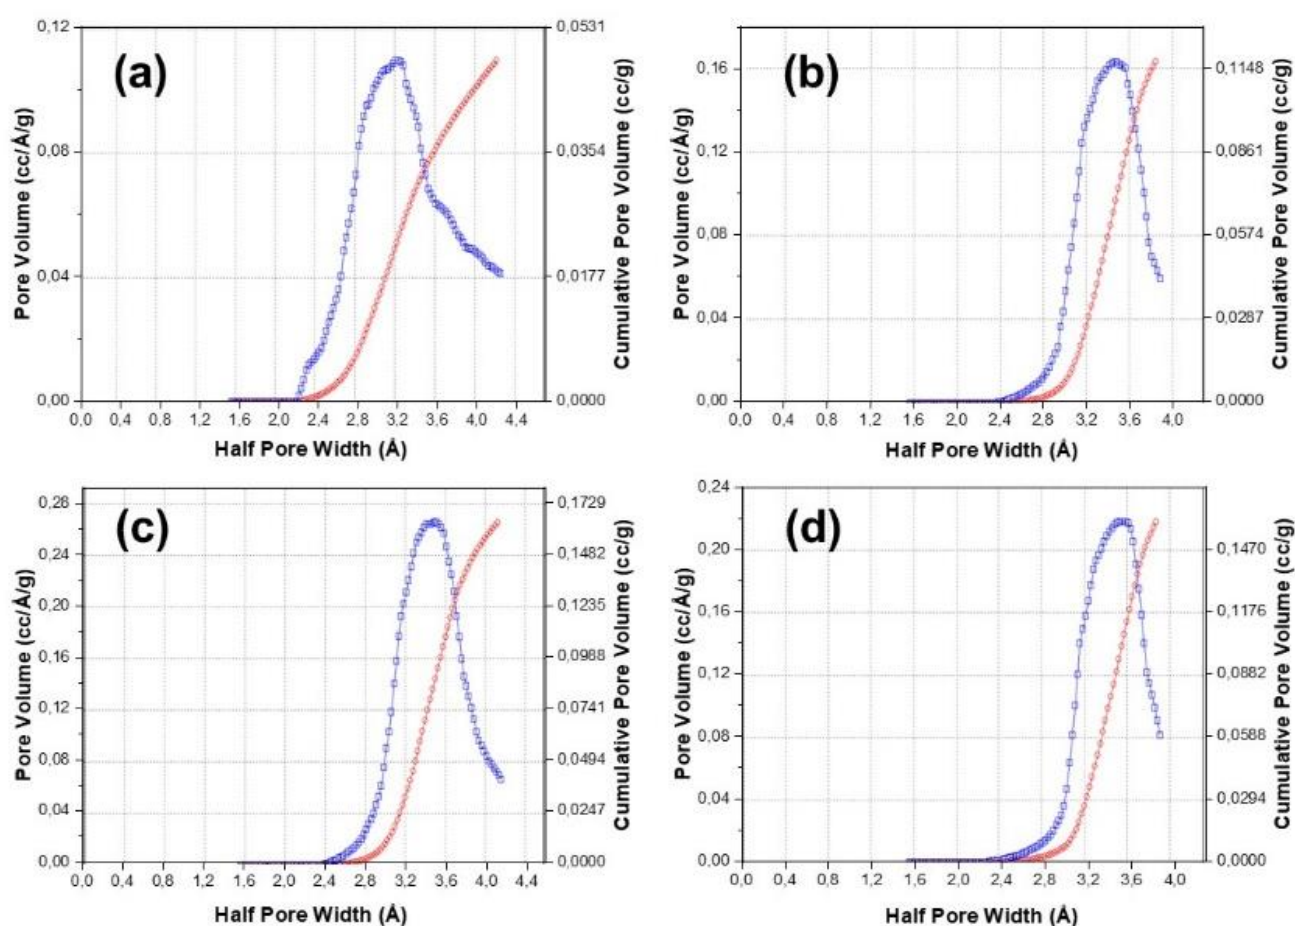 (a)
Pore Volume (cc/Å/g)
0,12
0,08
0,04
0,00
0,0 0,4 0,8 1,2 1,6 2,0 2,4 2,8 3,2 3,6 4,0 4,4
Half Pore Width (Å)
0,0531
0,0354
0,0177
0,0000
Cumulative Pore Volume (cc/g)
(b)
Pore Volume (cc/Å/g)
0,16
0,12
0,08
0,04
0,00
0,0 0,4 0,8 1,2 1,6 2,0 2,4 2,8 3,2 3,6 4,0
Half Pore Width (Å)
0,1148
0,0861
0,0574
0,0287
0,0000
Cumulative Pore Volume (cc/g)
(c)
Pore Volume (cc/Å/g)
0,28
0,24
0,20
0,16
0,12
0,08
0,04
0,00
0,0 0,4 0,8 1,2 1,6 2,0 2,4 2,8 3,2 3,6 4,0 4,4
Half Pore Width (Å)
0,1729
0,1482
0,1235
0,0988
0,0741
0,0494
0,0247
0,0000
Cumulative Pore Volume (cc/g)
(d)
Pore Volume (cc/Å/g)
0,24
0,20
0,16
0,12
0,08
0,04
0,00
0,0 0,4 0,8 1,2 1,6 2,0 2,4 2,8 3,2 3,6 4,0
Half Pore Width (Å)
0,1470
0,1176
0,0882
0,0588
0,0294
0,0000
Cumulative Pore Volume (cc/g)